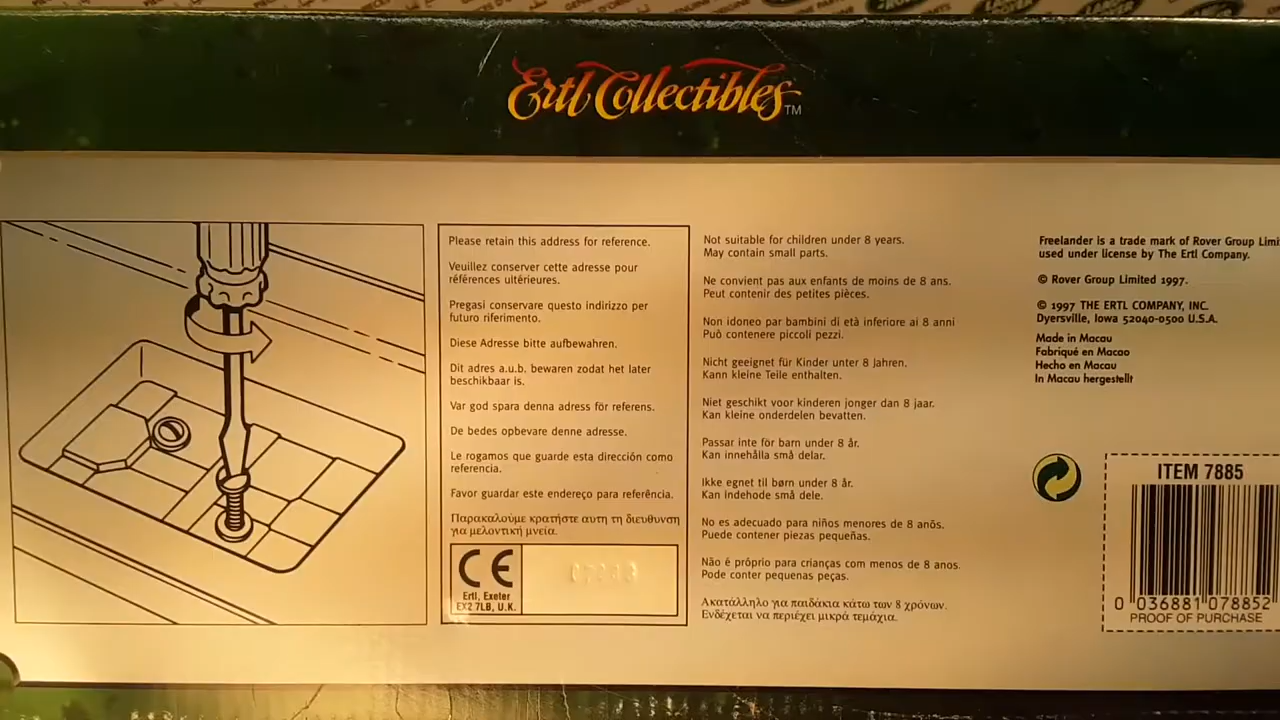 Ertl Collectibles™
Please retain this address for reference.
Veuillez conserver cette adresse pour
références ultérieures.
Pregasi conservare questo indirizzo per
futuro riferimento.
Diese Adresse bitte aufbewahren.
Dit adres a.u.b. bewaren zodat het later
beschikbaar is.
Var god spara denna adress för referens.
De bedes opbevare denne adresse.
Le rogamos que guarde esta dirección como
referencia.
Favor guardar este endereço para referência.
Παρακαλούμε κρατήστε αυτη τη διευθυνση
για μελοντική μνεία.
CE
Ertl, Exeter
EX2 7LB, U.K.
Not suitable for children under 8 years.
May contain small parts.
Ne convient pas aux enfants de moins de 8 ans.
Peut contenir des petites pièces.
Non idoneo par bambini di età inferiore ai 8 anni
Può contenere piccoli pezzi.
Nicht geeignet für Kinder unter 8 Jahren.
Kann kleine Teile enthalten.
Niet geschikt voor kinderen jonger dan 8 jaar.
Kan kleine onderdelen bevatten.
Passar inte för barn under 8 år.
Kan innehålla små delar.
Ikke egnet til børn under 8 år.
Kan indehode små dele.
No es adecuado para niños menores de 8 anōs.
Puede contener piezas pequeñas.
Não é próprio para crianças com menos de 8 anos.
Pode conter pequenas peças.
Ακατάλληλο για παιδάκια κάτω των 8 χρόνων.
Ενδέχεται να περιέχει μικρά τεμάχια.
Freelander is a trade mark of Rover Group Limi
used under license by The Ertl Company.
© Rover Group Limited 1997.
© 1997 THE ERTL COMPANY, INC.
Dyersville, Iowa 52040-0500 U.S.A.
Made in Macau
Fabriqué en Macao
Hecho en Macau
In Macau hergestellt
ITEM 7885
0 036881 078852
PROOF OF PURCHASE